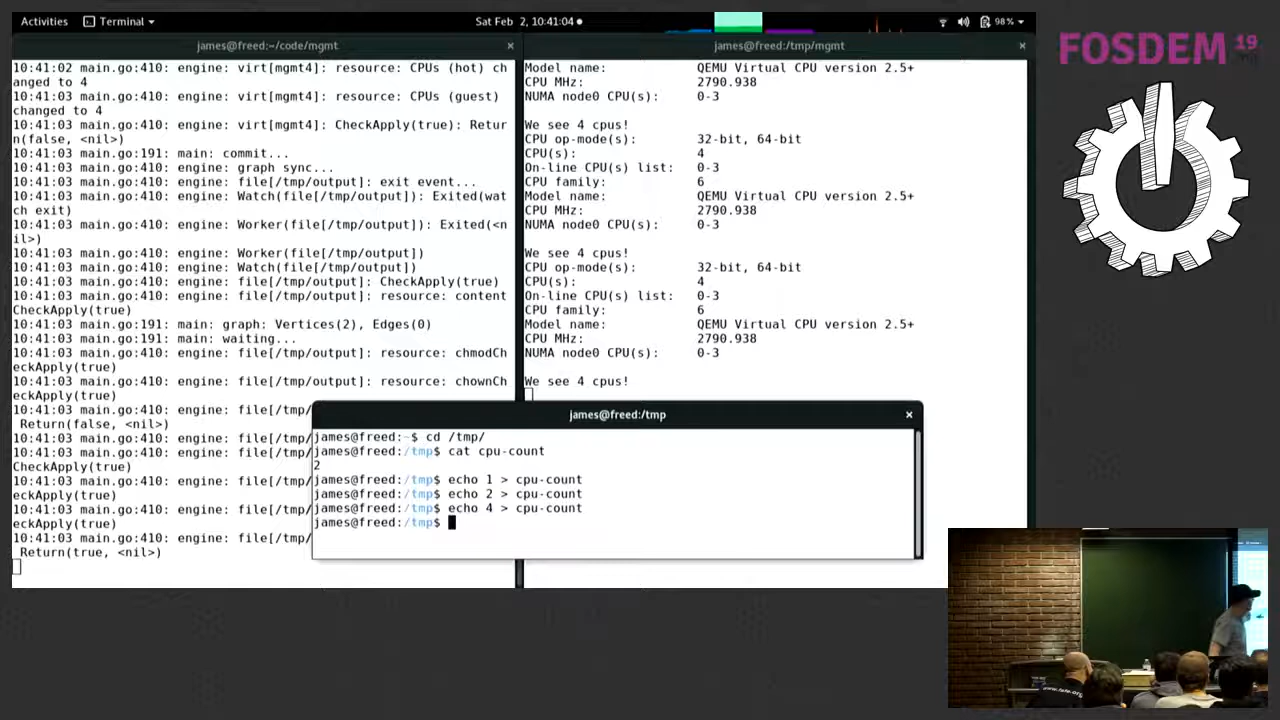 Activities
Terminal
Sat Feb 2, 10:41:04
98%
james@freed:~/code/mgmt
10:41:02 main.go:410: engine: virt[mgmt4]: resource: CPUs (hot) ch
anged to 4
10:41:03 main.go:410: engine: virt[mgmt4]: resource: CPUs (guest)
changed to 4
10:41:03 main.go:410: engine: virt[mgmt4]: CheckApply(true): Retur
n(false, <nil>)
10:41:03 main.go:191: main: commit...
10:41:03 main.go:410: engine: graph sync...
10:41:03 main.go:410: engine: file[/tmp/output]: exit event...
10:41:03 main.go:410: engine: Watch(file[/tmp/output]): Exited(wat
ch exit)
10:41:03 main.go:410: engine: Worker(file[/tmp/output]): Exited(<n
il>)
10:41:03 main.go:410: engine: Worker(file[/tmp/output])
10:41:03 main.go:410: engine: Watch(file[/tmp/output])
10:41:03 main.go:410: engine: file[/tmp/output]: CheckApply(true)
10:41:03 main.go:410: engine: file[/tmp/output]: resource: content
CheckApply(true)
10:41:03 main.go:191: main: graph: Vertices(2), Edges(0)
10:41:03 main.go:191: main: waiting...
10:41:03 main.go:410: engine: file[/tmp/output]: resource: chmodCh
eckApply(true)
10:41:03 main.go:410: engine: file[/tmp/output]: resource: chownCh
eckApply(true)
10:41:03 main.go:410: engine: file[/tmp/
Return(false, <nil>)
10:41:03 main.go:410: engine: file[/tmp/
10:41:03 main.go:410: engine: file[/tmp/
CheckApply(true)
10:41:03 main.go:410: engine: file[/tmp/
eckApply(true)
10:41:03 main.go:410: engine: file[/tmp/
eckApply(true)
10:41:03 main.go:410: engine: file[/tmp/
Return(true, <nil>)
james@freed:/tmp/mgmt
Model name: QEMU Virtual CPU version 2.5+
CPU MHz: 2790.938
NUMA node0 CPU(s): 0-3
We see 4 cpus!
CPU op-mode(s): 32-bit, 64-bit
CPU(s): 4
On-line CPU(s) list: 0-3
CPU family: 6
Model name: QEMU Virtual CPU version 2.5+
CPU MHz: 2790.938
NUMA node0 CPU(s): 0-3
We see 4 cpus!
CPU op-mode(s): 32-bit, 64-bit
CPU(s): 4
On-line CPU(s) list: 0-3
CPU family: 6
Model name: QEMU Virtual CPU version 2.5+
CPU MHz: 2790.938
NUMA node0 CPU(s): 0-3
We see 4 cpus!
james@freed:/tmp
james@freed:~$ cd /tmp/
james@freed:/tmp$ cat cpu-count
2
james@freed:/tmp$ echo 1 > cpu-count
james@freed:/tmp$ echo 2 > cpu-count
james@freed:/tmp$ echo 4 > cpu-count
james@freed:/tmp$
FOSDEM 19